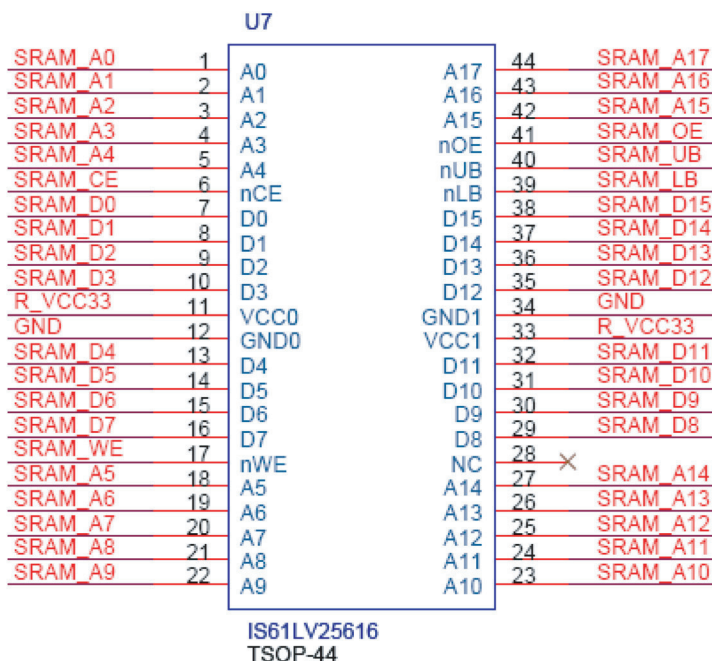 U7
SRAM_A0 1 A0 A17 44 SRAM_A17
SRAM_A1 2 A1 A16 43 SRAM_A16
SRAM_A2 3 A2 A15 42 SRAM_A15
SRAM_A3 4 A3 nOE 41 SRAM_OE
SRAM_A4 5 A4 nUB 40 SRAM_UB
SRAM_CE 6 nCE nLB 39 SRAM_LB
SRAM_D0 7 D0 D15 38 SRAM_D15
SRAM_D1 8 D1 D14 37 SRAM_D14
SRAM_D2 9 D2 D13 36 SRAM_D13
SRAM_D3 10 D3 D12 35 SRAM_D12
R_VCC33 11 VCC0 GND1 34 GND
GND 12 GND0 VCC1 33 R_VCC33
SRAM_D4 13 D4 D11 32 SRAM_D11
SRAM_D5 14 D5 D10 31 SRAM_D10
SRAM_D6 15 D6 D9 30 SRAM_D9
SRAM_D7 16 D7 D8 29 SRAM_D8
SRAM_WE 17 nWE NC 28
SRAM_A5 18 A5 A14 27 SRAM_A14
SRAM_A6 19 A6 A13 26 SRAM_A13
SRAM_A7 20 A7 A12 25 SRAM_A12
SRAM_A8 21 A8 A11 24 SRAM_A11
SRAM_A9 22 A9 A10 23 SRAM_A10
IS61LV25616
TSOP-44